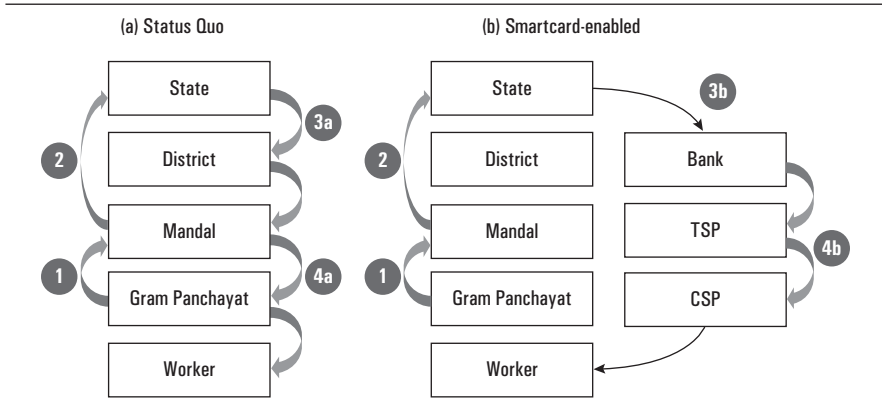 (a) Status Quo
State
District
Mandal
Gram Panchayat
Worker
1
2
3a
4a
(b) Smartcard-enabled
State
District
Mandal
Gram Panchayat
Worker
1
2
3b
Bank
TSP
CSP
4b